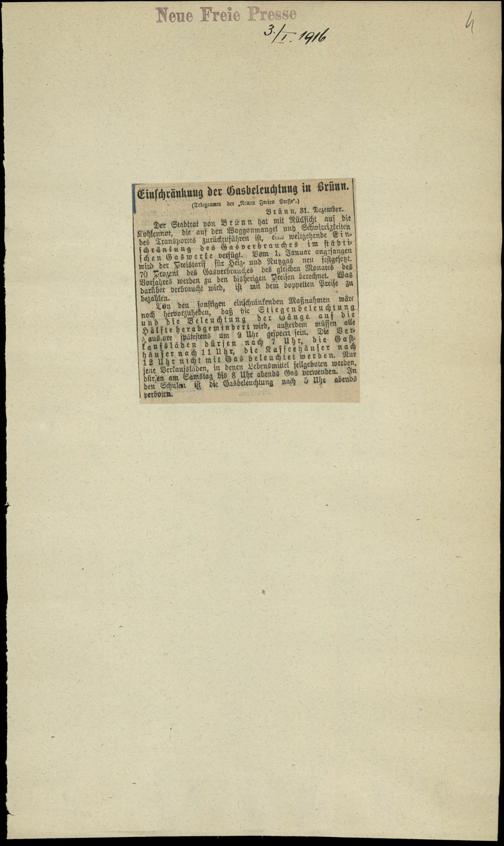 Neue Freie Presse
3./I. 1916
4
Einschränkung der Gasbeleuchtung in Brünn.
(Telegramm der „Neuen Freien Presse“.)
Brünn, 31. Dezember.
Der Stadtrat von Brünn hat mit Rücksicht auf die
Kohlennot, die auf den Waggonmangel und Schwierigkeiten
des Transportes zurückzuführen ist, eine weitgehende Ein-
schränkung des Gasverbrauches im städti-
schen Gaswerke verfügt. Vom 1. Januar angefangen
wird der Preistarif für Heiz- und Nutzgas neu festgesetzt.
70 Prozent des Gasverbrauches des gleichen Monates des
Vorjahres werden zu den bisherigen Preisen berechnet. Was
darüber verbraucht wird, ist mit dem doppelten Preise zu
bezahlen.
Von den sonstigen einschränkenden Maßnahmen wäre
noch hervorzuheben, daß die Stiegenbeleuchtung
und die Beleuchtung der Gänge auf die
Hälfte herabgemindert wird, außerdem müssen alle
Haustore spätestens um 9 Uhr gesperrt sein. Die Ver-
kaufsläden dürfen nach 7 Uhr, die Gast-
häuser nach 11 Uhr, die Kaffeehäuser nach
12 Uhr nicht mit Gas beleuchtet werden. Nur
jene Verkaufsläden, in denen Lebensmittel feilgeboten werden,
dürfen am Samstag bis 8 Uhr abends Gas verwenden. In
den Schulen ist die Gasbeleuchtung nach 5 Uhr abends
verboten.